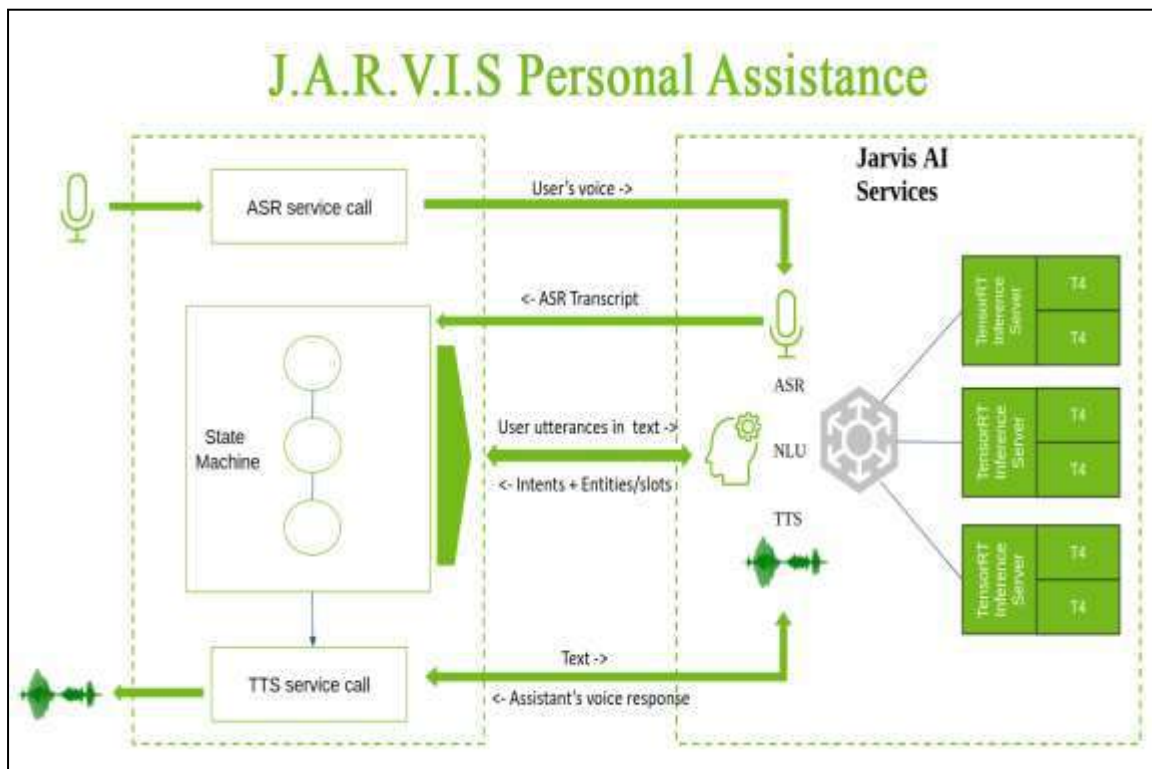 J.A.R.V.I.S Personal Assistance
ASR service call
User's voice ->
<- ASR Transcript
State
Machine
User utterances in text ->
<- Intents + Entities/slots
TTS service call
Text ->
<- Assistant's voice response
Jarvis AI
Services
ASR
NLU
TTS
TensorRT
Inference
Server
T4
T4
TensorRT
Inference
Server
T4
T4
TensorRT
Inference
Server
T4
T4